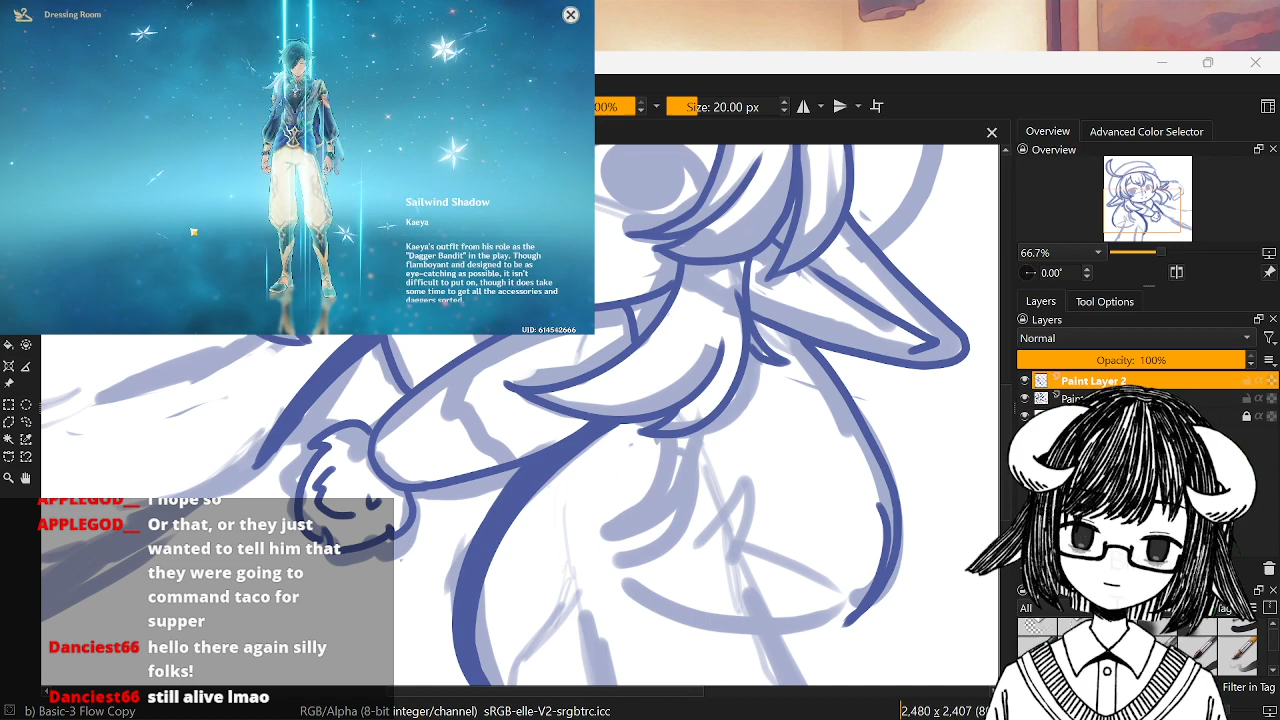 Dressing Room
Sailwind Shadow
Kaeya
Kaeya's outfit from his role as the
"Dagger Bandit" in the play. Though
flamboyant and designed to be as
eye-catching as possible, it isn't
difficult to put on, though it does take
some time to get all the accessories and
daggers sorted.
UID: 614542666
00%
Size: 20.00 px
Overview
Advanced Color Selector
Overview
66.7%
0.00°
Layers
Tool Options
Layers
Normal
Opacity: 100%
Paint Layer 2
Pain
All
Filter in Tag
APPLEGOD__ I hope so
APPLEGOD__ Or that, or they just
wanted to tell him that
they were going to
command taco for
supper
Danciest66 hello there again silly
folks!
Danciest66 still alive lmao
b) Basic-3 Flow Copy
RGB/Alpha (8-bit integer/channel) sRGB-elle-V2-srgbtrc.icc
2,480 x 2,407 (8